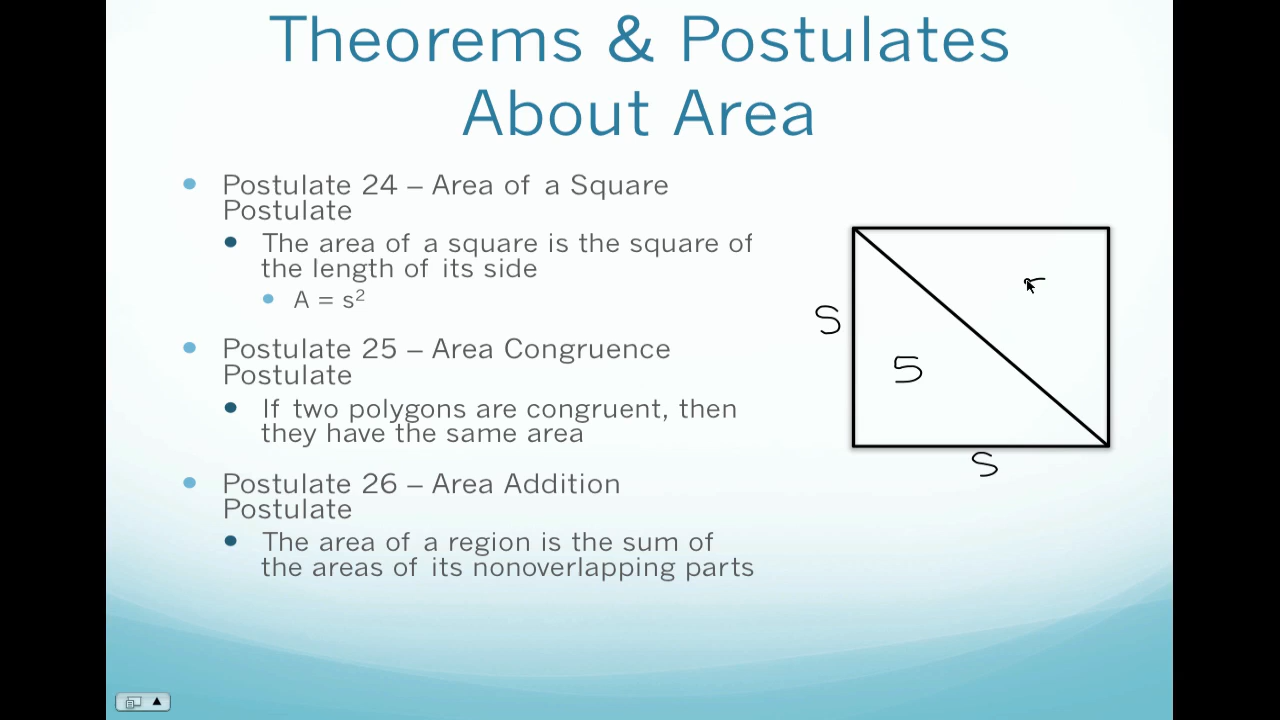 Theorems & Postulates
About Area
Postulate 24 – Area of a Square
Postulate
The area of a square is the square of
the length of its side
A = s²
Postulate 25 – Area Congruence
Postulate
If two polygons are congruent, then
they have the same area
Postulate 26 – Area Addition
Postulate
The area of a region is the sum of
the areas of its nonoverlapping parts
S
5
S